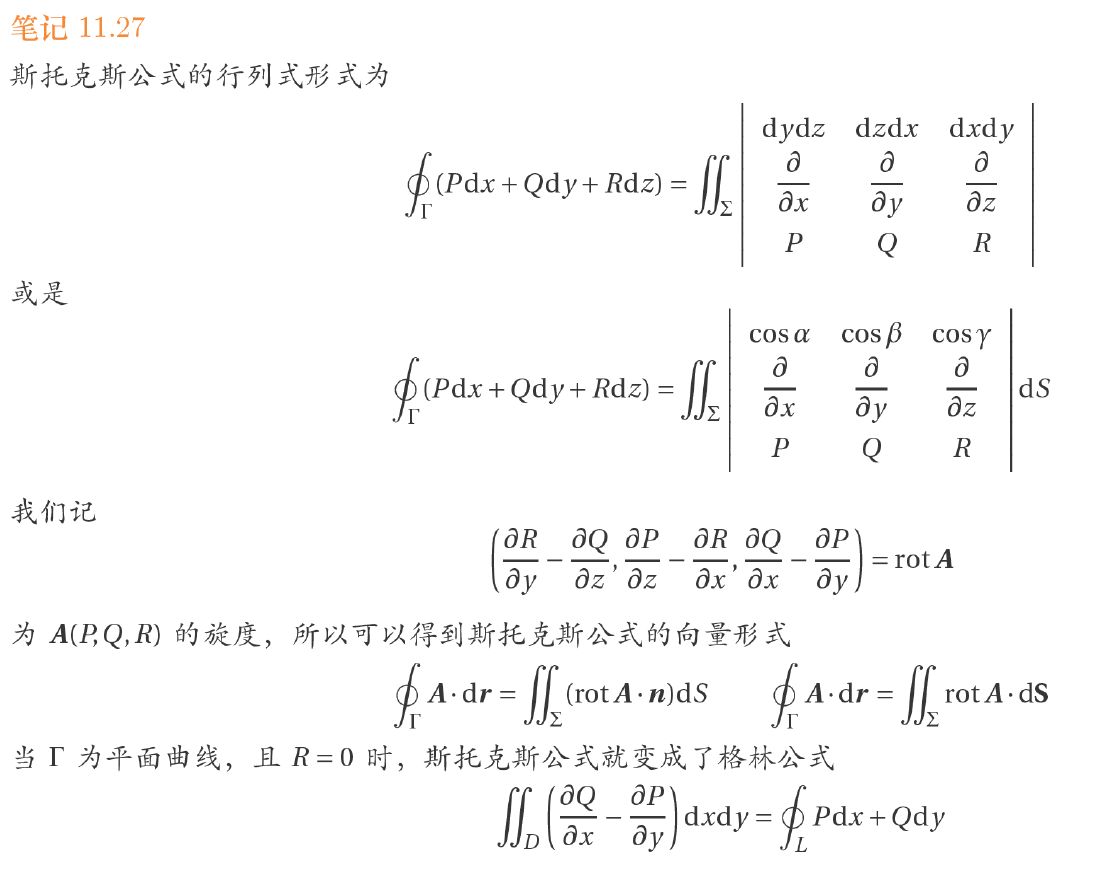 笔记 11.27
斯托克斯公式的行列式形式为
$$\oint_{\Gamma}(P\mathrm{d}x+Q\mathrm{d}y+R\mathrm{d}z)=\iint_{\Sigma}\begin{vmatrix}\mathrm{d}y\mathrm{d}z & \mathrm{d}z\mathrm{d}x & \mathrm{d}x\mathrm{d}y\\ \dfrac{\partial}{\partial x} & \dfrac{\partial}{\partial y} & \dfrac{\partial}{\partial z}\\ P & Q & R\end{vmatrix}$$
或是
$$\oint_{\Gamma}(P\mathrm{d}x+Q\mathrm{d}y+R\mathrm{d}z)=\iint_{\Sigma}\begin{vmatrix}\cos\alpha & \cos\beta & \cos\gamma\\ \dfrac{\partial}{\partial x} & \dfrac{\partial}{\partial y} & \dfrac{\partial}{\partial z}\\ P & Q & R\end{vmatrix}\mathrm{d}S$$
我们记
$$\left(\frac{\partial R}{\partial y}-\frac{\partial Q}{\partial z},\frac{\partial P}{\partial z}-\frac{\partial R}{\partial x},\frac{\partial Q}{\partial x}-\frac{\partial P}{\partial y}\right)=\operatorname{rot}\boldsymbol{A}$$
为 $\boldsymbol{A}(P,Q,R)$ 的旋度，所以可以得到斯托克斯公式的向量形式
$$\oint_{\Gamma}\boldsymbol{A}\cdot\mathrm{d}\boldsymbol{r}=\iint_{\Sigma}(\operatorname{rot}\boldsymbol{A}\cdot\boldsymbol{n})\mathrm{d}S\qquad\oint_{\Gamma}\boldsymbol{A}\cdot\mathrm{d}\boldsymbol{r}=\iint_{\Sigma}\operatorname{rot}\boldsymbol{A}\cdot\mathrm{d}\mathbf{S}$$
当 $\Gamma$ 为平面曲线，且 $R=0$ 时，斯托克斯公式就变成了格林公式
$$\iint_{D}\left(\frac{\partial Q}{\partial x}-\frac{\partial P}{\partial y}\right)\mathrm{d}x\mathrm{d}y=\oint_{L}P\mathrm{d}x+Q\mathrm{d}y$$